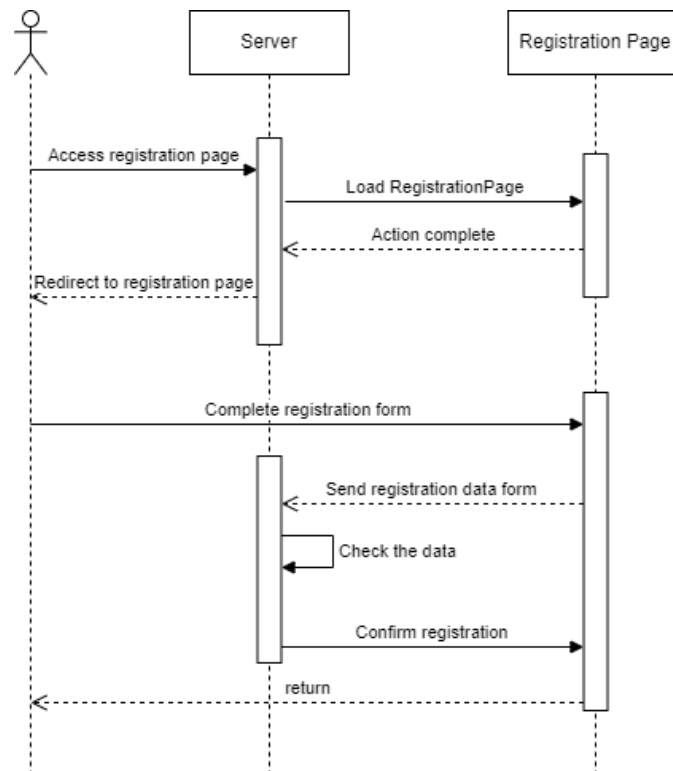 Server
Registration Page
Access registration page
Load RegistrationPage
Action complete
Redirect to registration page
Complete registration form
Send registration data form
Check the data
Confirm registration
return